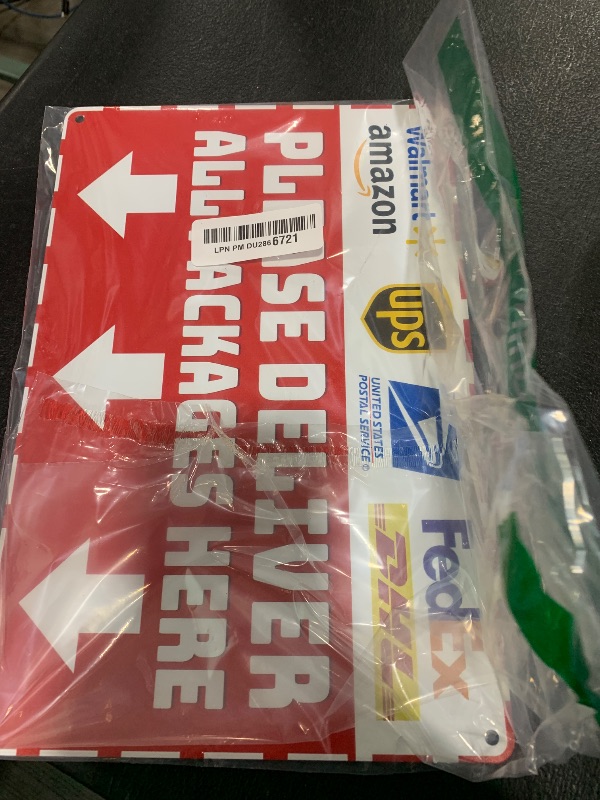 Walmart
amazon
ups
UNITED STATES
POSTAL SERVICE®
FedEx
DHL
PLEASE DELIVER
ALL PACKAGES HERE
LPN PM DU286 6721